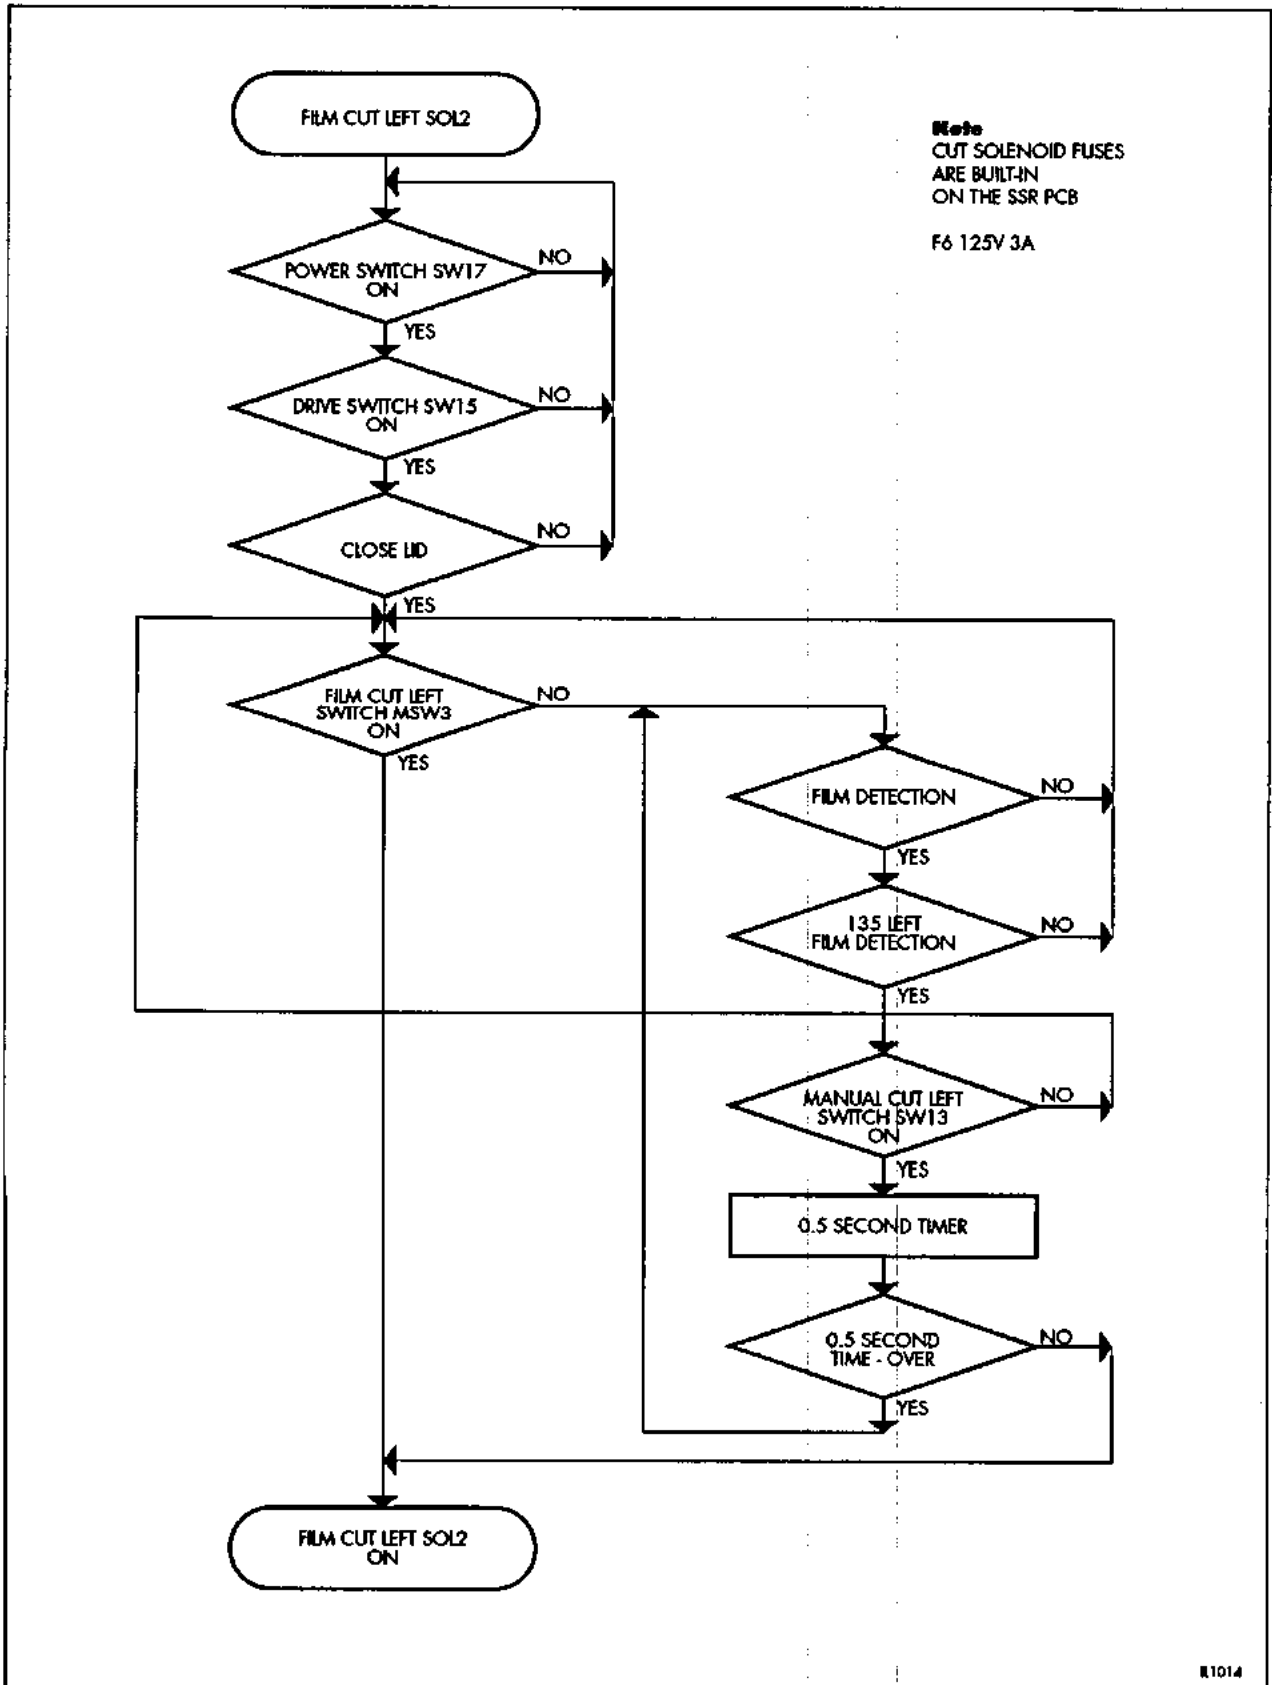 FILM CUT LEFT SOL2
Note
CUT SOLENOID FUSES
ARE BUILT-IN
ON THE SSR PCB
F6 125V 3A
POWER SWITCH SW17
ON
NO
YES
DRIVE SWITCH SW15
ON
NO
YES
CLOSE LID
NO
YES
FILM CUT LEFT
SWITCH MSW3
ON
NO
YES
FILM DETECTION
NO
YES
135 LEFT
FILM DETECTION
NO
YES
MANUAL CUT LEFT
SWITCH SW13
ON
NO
YES
0.5 SECOND TIMER
0.5 SECOND
TIME - OVER
NO
YES
FILM CUT LEFT SOL2
ON